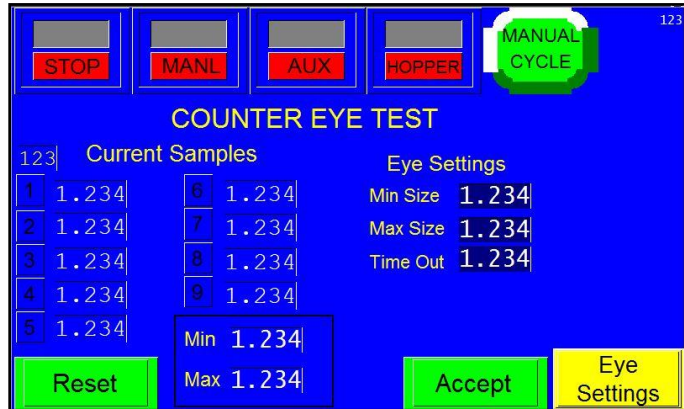 123
STOP MANL AUX HOPPER MANUAL
CYCLE
COUNTER EYE TEST
123 Current Samples
Eye Settings
1 1.234 6 1.234 Min Size 1.234
2 1.234 7 1.234 Max Size 1.234
3 1.234 8 1.234 Time Out 1.234
4 1.234 9 1.234
5 1.234
Min 1.234
Max 1.234
Reset
Accept
Eye
Settings